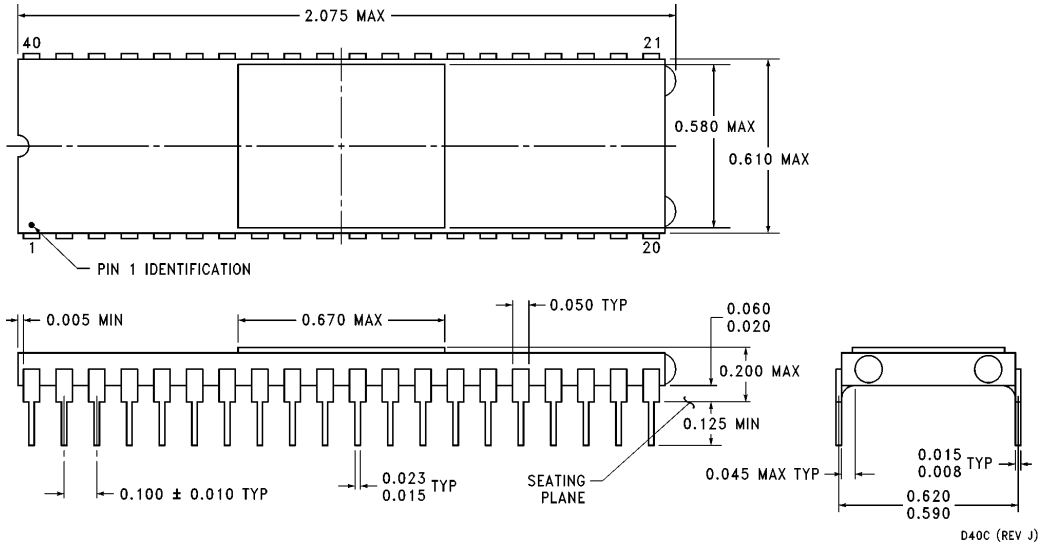 2.075 MAX
40
21
0.580 MAX
0.610 MAX
1
20
PIN 1 IDENTIFICATION
0.005 MIN
0.670 MAX
0.050 TYP
0.060
0.020
0.200 MAX
0.125 MIN
0.100 ± 0.010 TYP
0.023
0.015 TYP
SEATING
PLANE
0.045 MAX TYP
0.015
0.008 TYP
0.620
0.590
D40C (REV J)